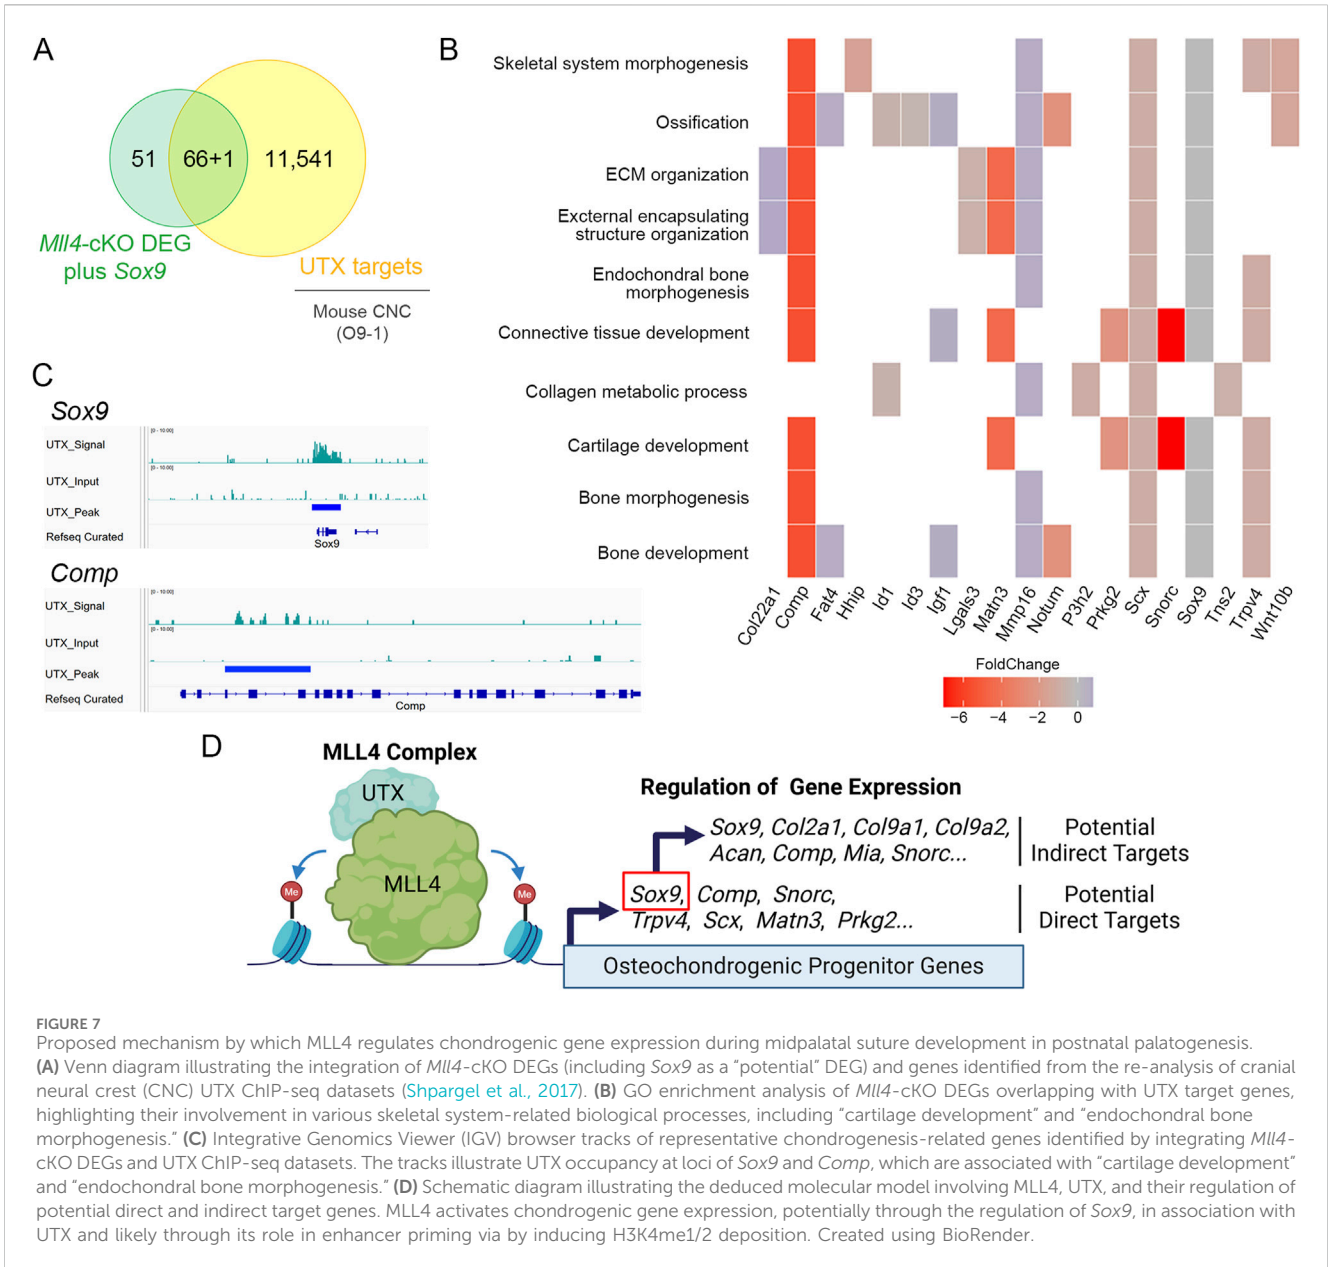 A
51
66+1
11,541
Mll4-cKO DEG
plus Sox9
UTX targets
Mouse CNC
(O9-1)
B
Skeletal system morphogenesis
Ossification
ECM organization
Excternal encapsulating
structure organization
Endochondral bone
morphogenesis
Connective tissue development
Collagen metabolic process
Cartilage development
Bone morphogenesis
Bone development
Col22a1
Comp
Fat4
Hhip
Id1
Id3
Igf1
Lgals3
Matn3
Mmp16
Notum
P3h2
Prkg2
Scx
Snorc
Sox9
Tns2
Trpv4
Wnt10b
FoldChange
−6 −4 −2 0
C
Sox9
[0 - 10.00]
UTX_Signal
[0 - 10.00]
UTX_Input
UTX_Peak
Refseq Curated
Sox9
Comp
[0 - 10.00]
UTX_Signal
[0 - 10.00]
UTX_Input
UTX_Peak
Refseq Curated
Comp
D
MLL4 Complex
UTX
MLL4
Me
Me
Regulation of Gene Expression
Sox9, Col2a1, Col9a1, Col9a2,
Acan, Comp, Mia, Snorc...
Potential
Indirect Targets
Sox9, Comp, Snorc,
Trpv4, Scx, Matn3, Prkg2...
Potential
Direct Targets
Osteochondrogenic Progenitor Genes
FIGURE 7
Proposed mechanism by which MLL4 regulates chondrogenic gene expression during midpalatal suture development in postnatal palatogenesis.
(A) Venn diagram illustrating the integration of Mll4-cKO DEGs (including Sox9 as a "potential" DEG) and genes identified from the re-analysis of cranial
neural crest (CNC) UTX ChIP-seq datasets (Shpargel et al., 2017). (B) GO enrichment analysis of Mll4-cKO DEGs overlapping with UTX target genes,
highlighting their involvement in various skeletal system-related biological processes, including "cartilage development" and "endochondral bone
morphogenesis." (C) Integrative Genomics Viewer (IGV) browser tracks of representative chondrogenesis-related genes identified by integrating Mll4-
cKO DEGs and UTX ChIP-seq datasets. The tracks illustrate UTX occupancy at loci of Sox9 and Comp, which are associated with "cartilage development"
and "endochondral bone morphogenesis." (D) Schematic diagram illustrating the deduced molecular model involving MLL4, UTX, and their regulation of
potential direct and indirect target genes. MLL4 activates chondrogenic gene expression, potentially through the regulation of Sox9, in association with
UTX and likely through its role in enhancer priming via by inducing H3K4me1/2 deposition. Created using BioRender.